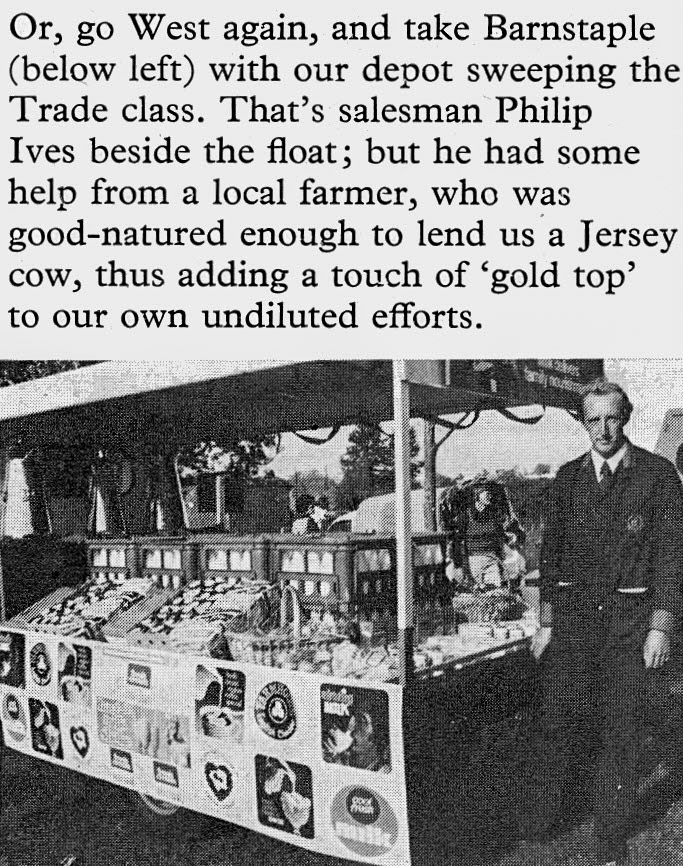 Or, go West again, and take Barnstaple
(below left) with our depot sweeping the
Trade class. That's salesman Philip
Ives beside the float; but he had some
help from a local farmer, who was
good-natured enough to lend us a Jersey
cow, thus adding a touch of ‘gold top’
to our own undiluted efforts.